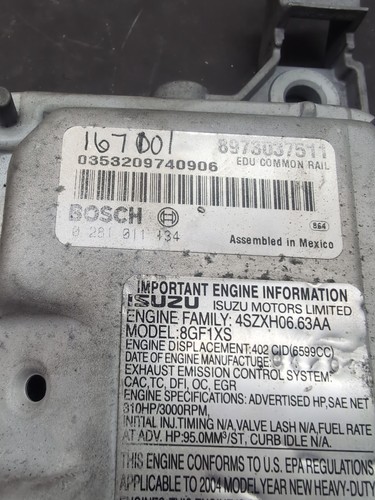 167001
8973037511
0353209740906
EDU COMMON RAIL
BOSCH
0 281 011 134
864
Assembled in Mexico
IMPORTANT ENGINE INFORMATION
ISUZU ISUZU MOTORS LIMITED
ENGINE FAMILY: 4SZXH06.63AA
MODEL:8GF1XS
ENGINE DISPLACEMENT:402 CID(6599CC)
DATE OF ENGINE MANUFACTURE:
EXHAUST EMISSION CONTROL SYSTEM:
CAC, TC, DFI, OC, EGR
ENGINE SPECIFICATIONS: ADVERTISED HP,SAE NET
310HP/3000RPM,
INITIAL INJ.TIMING N/A, VALVE LASH N/A,FUEL RATE
AT ADV. HP:95.0MM³/ST, CURB IDLE N/A.
THIS ENGINE CONFORMS TO U.S. EPA REGULATIONS
APPLICABLE TO 2004 MODEL YEAR NEW HEAVY-DUTY